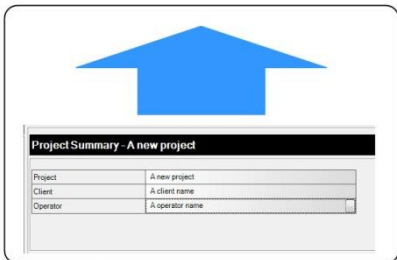 Project Summary - A new project
Project A new project
Client A client name
Operator A operator name